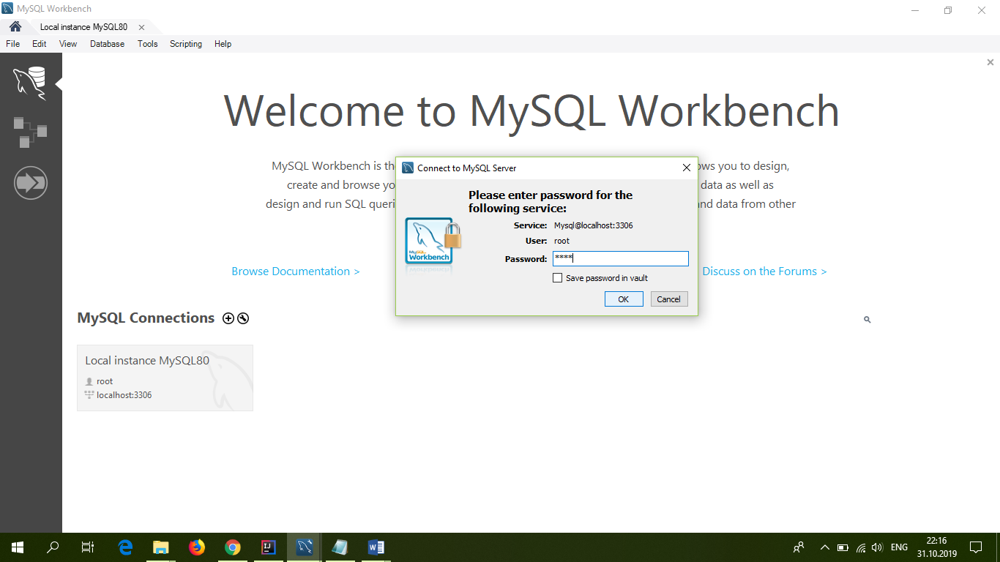 MySQL Workbench
Local instance MySQL80
File Edit View Database Tools Scripting Help
Welcome to MySQL Workbench
MySQL Workbench is th
ows you to design,
create and browse yo
data as well as
design and run SQL queri
nd data from other
Browse Documentation >
Discuss on the Forums >
Connect to MySQL Server
Please enter password for the
following service:
Service: Mysql@localhost:3306
User: root
Password: ****
Save password in vault
OK Cancel
MySQL Workbench
MySQL Connections
Local instance MySQL80
root
localhost:3306
ENG
22:16
31.10.2019